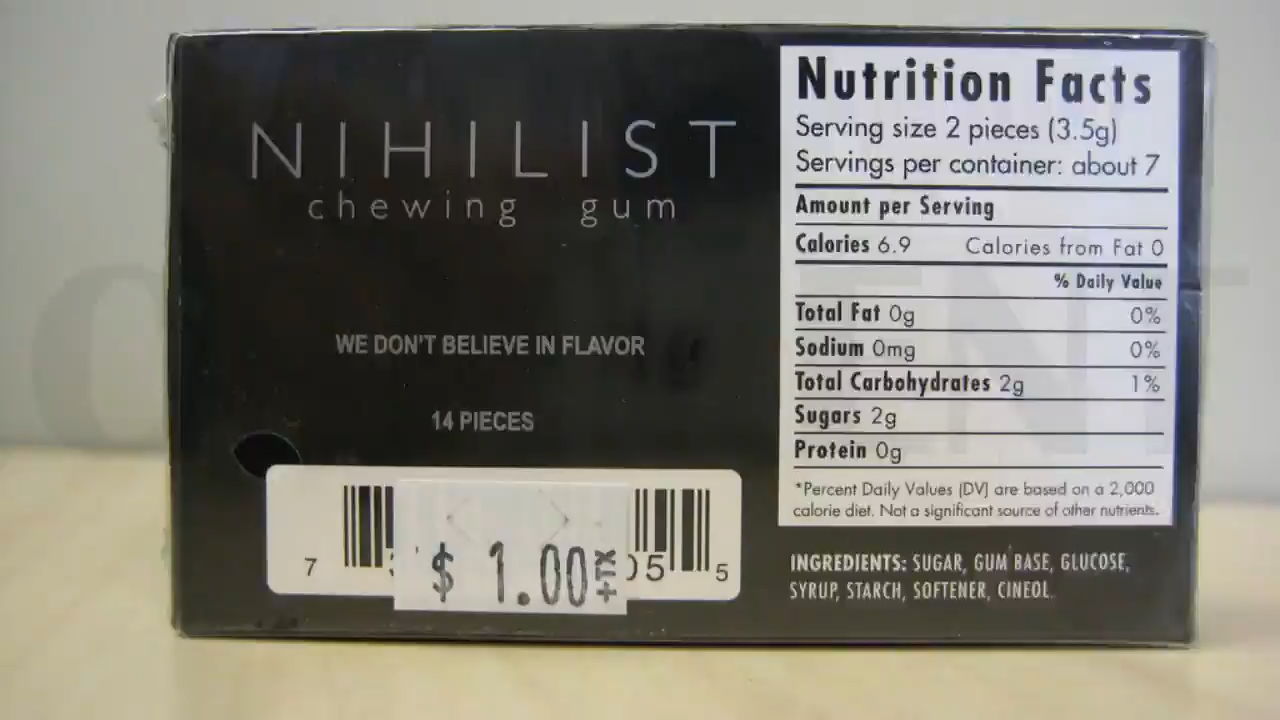 NIHILIST
chewing gum
WE DON'T BELIEVE IN FLAVOR
14 PIECES
7
$ 1.00 +TX
05
5
Nutrition Facts
Serving size 2 pieces (3.5g)
Servings per container: about 7
Amount per Serving
Calories 6.9 Calories from Fat 0
% Daily Value
Total Fat 0g 0%
Sodium 0mg 0%
Total Carbohydrates 2g 1%
Sugars 2g
Protein 0g
*Percent Daily Values (DV) are based on a 2,000
calorie diet. Not a significant source of other nutrients.
INGREDIENTS: SUGAR, GUM BASE, GLUCOSE,
SYRUP, STARCH, SOFTENER, CINEOL.